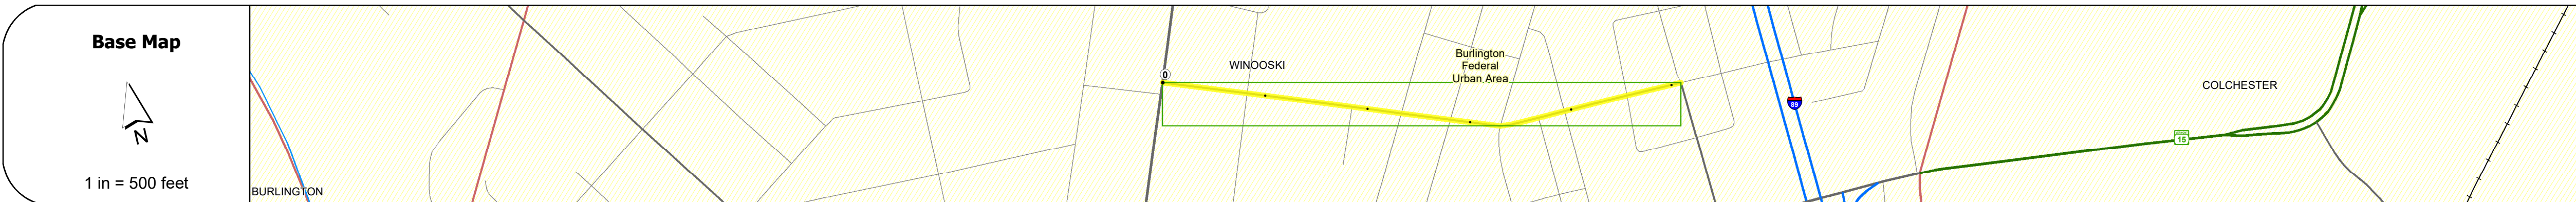 Base Map
N
1 in = 500 feet
BURLINGTON
0
WINOOSKI
Burlington
Federal
Urban Area
89
COLCHESTER
15